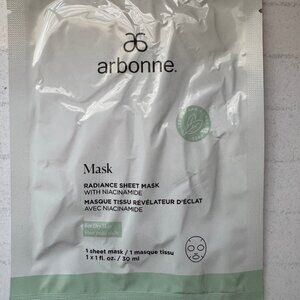 arbonne.
Mask
RADIANCE SHEET MASK
WITH NIACINAMIDE
MASQUE TISSU RÉVÉLATEUR D'ÉCLAT
AVEC NIACINAMIDE
1 sheet mask / 1 masque tissu
1 x 1 fl. oz. / 30 ml